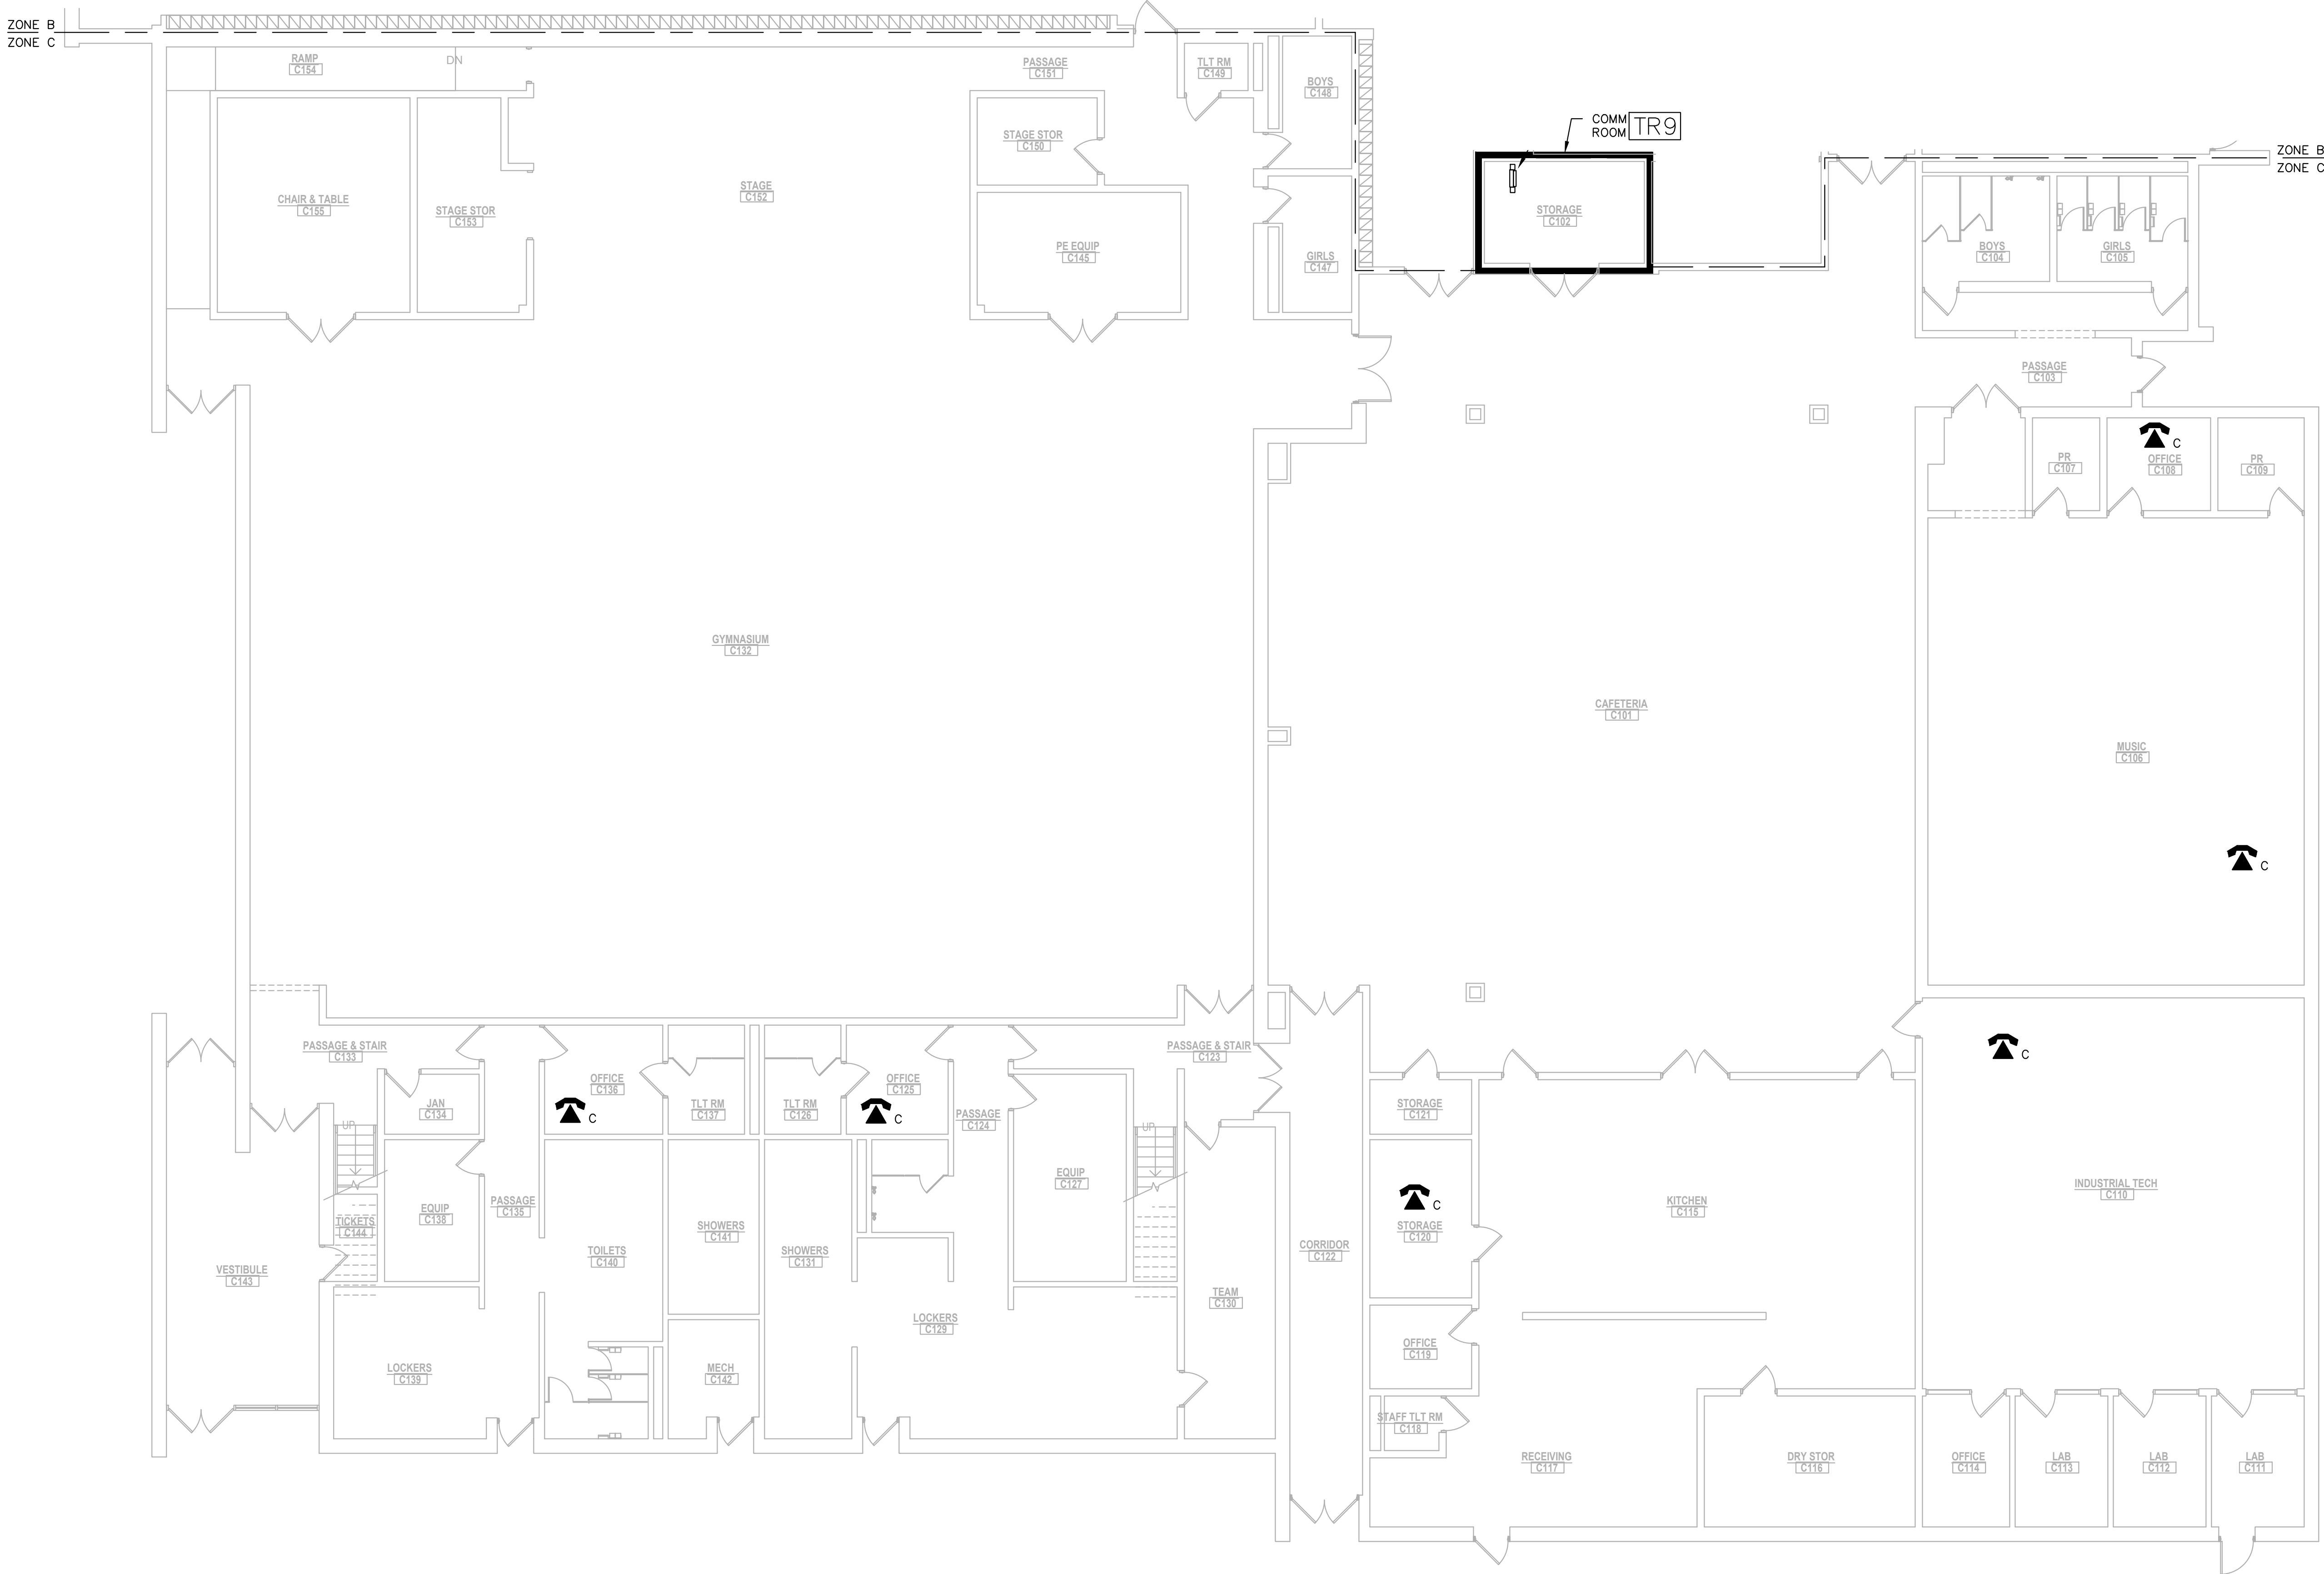 ZONE B
ZONE C
RAMP
C154
DN
PASSAGE
C151
TLT RM
C149
BOYS
C148
COMM
ROOM
TR9
ZONE B
ZONE C
STAGE STOR
C150
CHAIR & TABLE
C155
STAGE STOR
C153
STAGE
C152
STORAGE
C102
PE EQUIP
C145
GIRLS
C147
BOYS
C104
GIRLS
C105
PASSAGE
C103
PR
C107
C
OFFICE
C108
PR
C109
GYMNASIUM
C132
CAFETERIA
C101
MUSIC
C106
C
PASSAGE & STAIR
C133
PASSAGE & STAIR
C123
C
JAN
C134
OFFICE
C136
C
TLT RM
C137
TLT RM
C126
OFFICE
C125
C
PASSAGE
C124
STORAGE
C121
UP
UP
EQUIP
C127
EQUIP
C138
PASSAGE
C135
TICKETS
C144
SHOWERS
C141
SHOWERS
C131
TOILETS
C140
C
STORAGE
C120
KITCHEN
C115
INDUSTRIAL TECH
C110
VESTIBULE
C143
CORRIDOR
C122
TEAM
C130
LOCKERS
C129
LOCKERS
C139
MECH
C142
OFFICE
C119
STAFF TLT RM
C118
RECEIVING
C117
DRY STOR
C116
OFFICE
C114
LAB
C113
LAB
C112
LAB
C111